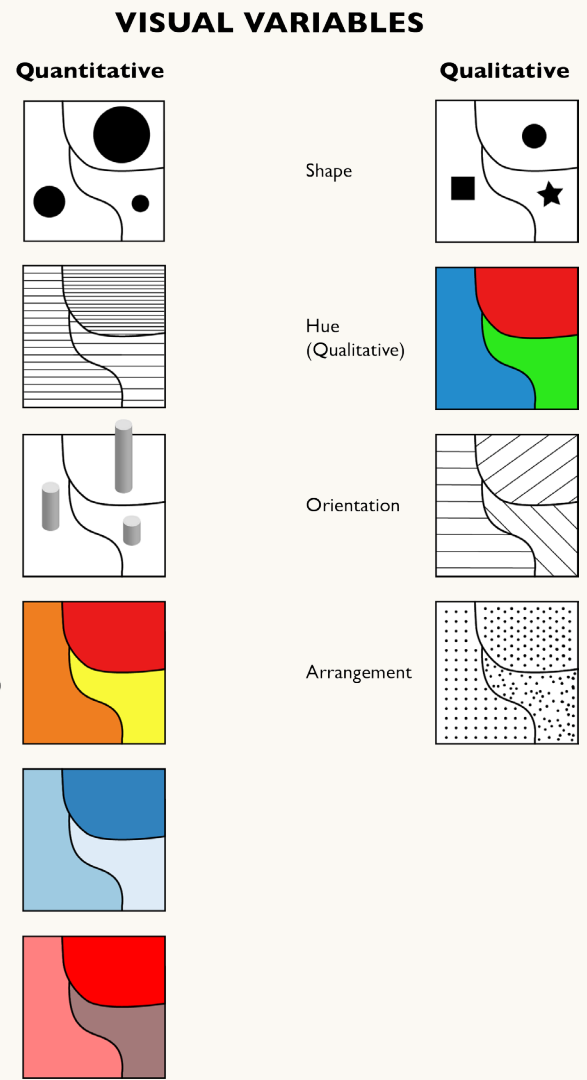 VISUAL VARIABLES
Quantitative
Qualitative
Shape
Hue
(Qualitative)
Orientation
)
Arrangement